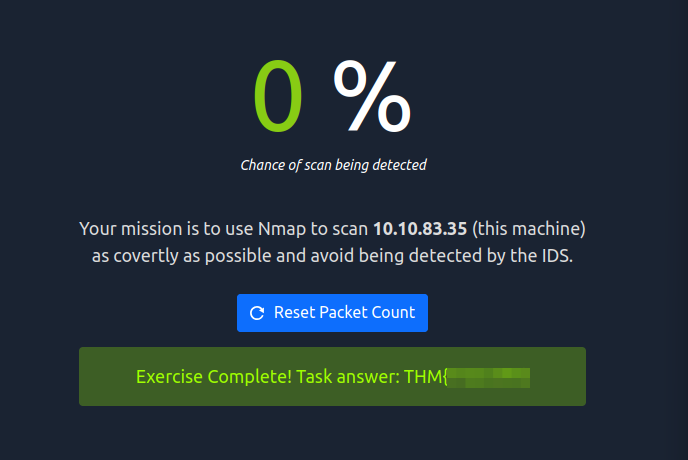 0 %
Chance of scan being detected
Your mission is to use Nmap to scan 10.10.83.35 (this machine)
as covertly as possible and avoid being detected by the IDS.
Reset Packet Count
Exercise Complete! Task answer: THM{